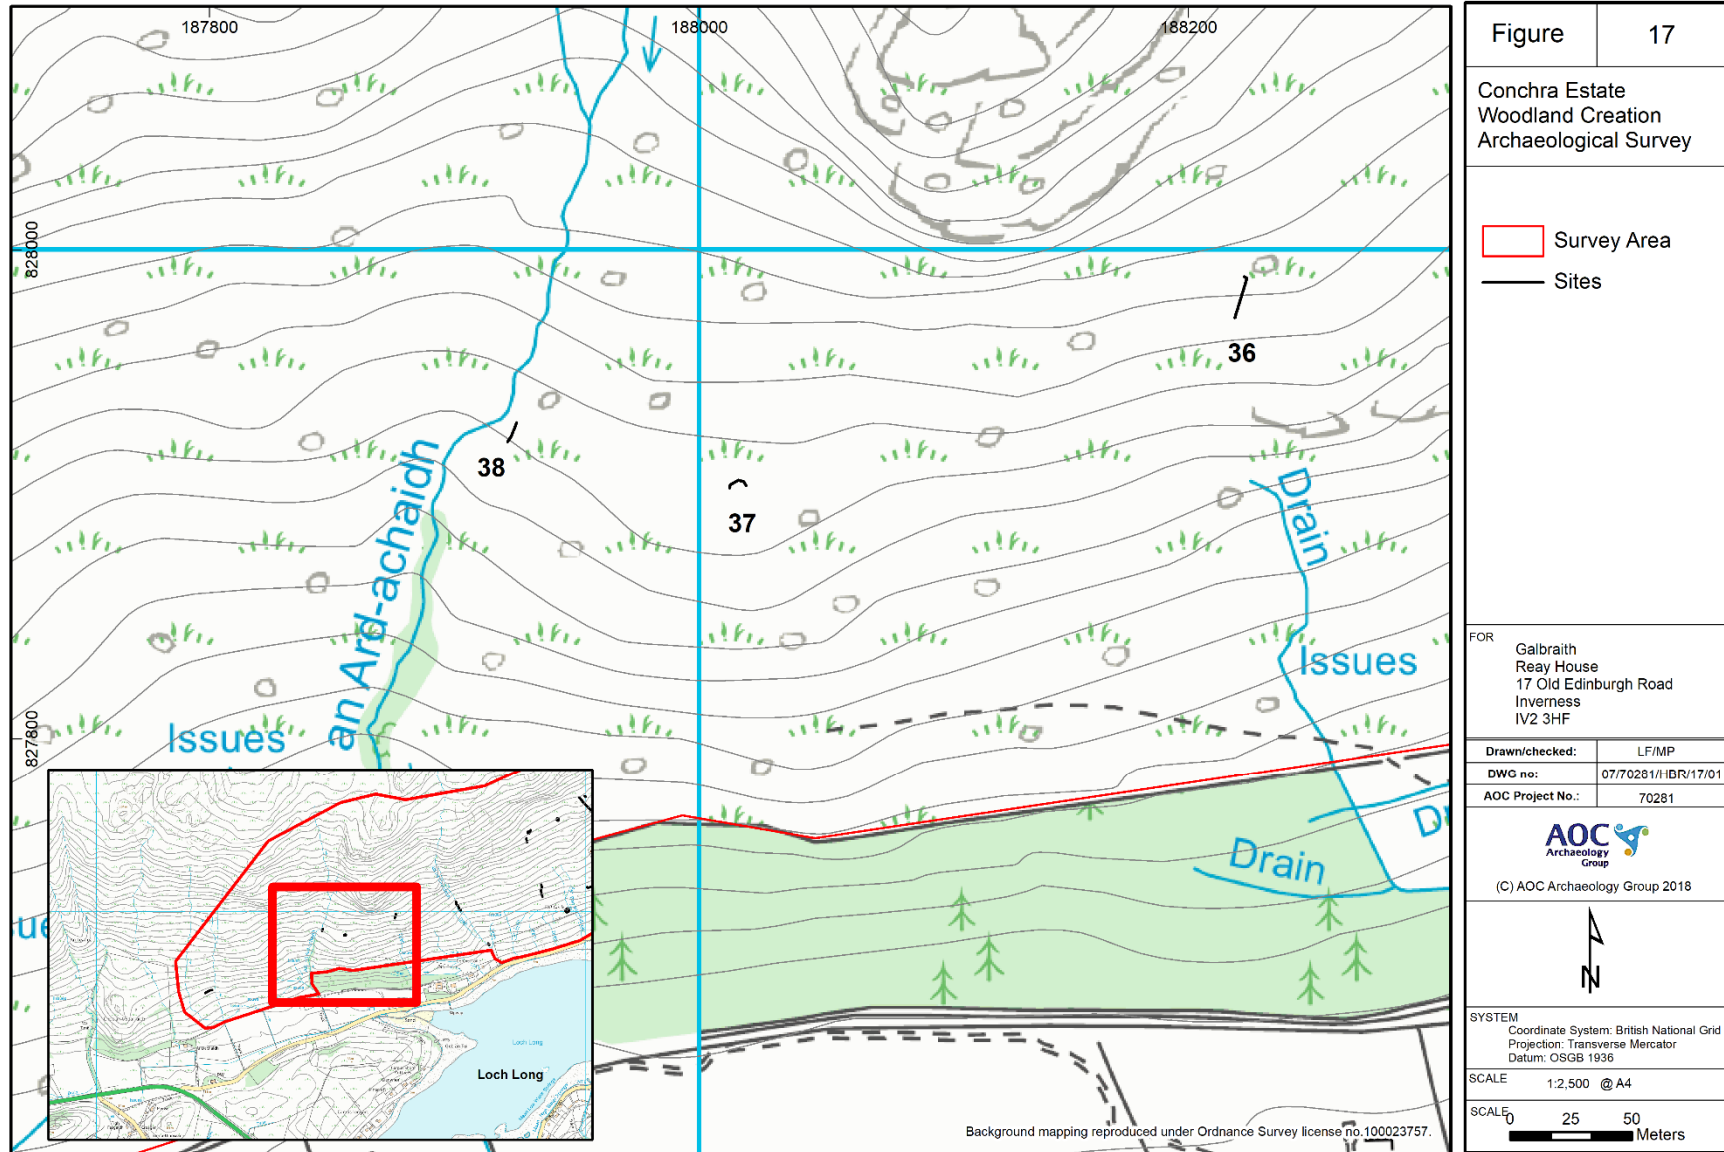 187800
188000
188200
828000
36
38
37
an Ard-achaidh
Drain
Issues
Issues
827800
Drain
Loch Long
Loch Long
Background mapping reproduced under Ordnance Survey license no.100023757.
Figure 17
Conchra Estate
Woodland Creation
Archaeological Survey
Survey Area
Sites
FOR
Galbraith
Reay House
17 Old Edinburgh Road
Inverness
IV2 3HF
Drawn/checked: LF/MP
DWG no: 07/70281/HBR/17/01
AOC Project No.: 70281
AOC
Archaeology
Group
(C) AOC Archaeology Group 2018
N
SYSTEM
Coordinate System: British National Grid
Projection: Transverse Mercator
Datum: OSGB 1936
SCALE 1:2,500 @ A4
SCALE 0 25 50
Meters